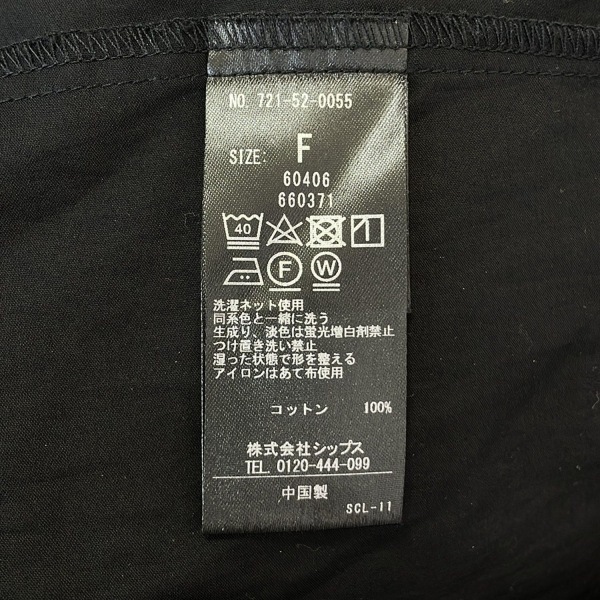 NO. 721-52-0055
SIZE: F
60406
660371
40
F W
洗濯ネット使用
同系色と一緒に洗う
生成り、淡色は蛍光増白剤禁止
つけ置き洗い禁止
湿った状態で形を整える
アイロンはあて布使用
コットン 100%
株式会社シップス
TEL 0120-444-099
中国製
SCL-11